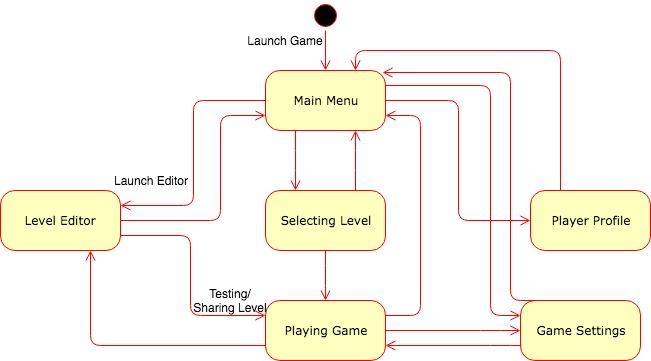 Launch Game
Main Menu
Launch Editor
Level Editor
Selecting Level
Player Profile
Testing/
Sharing Level
Playing Game
Game Settings